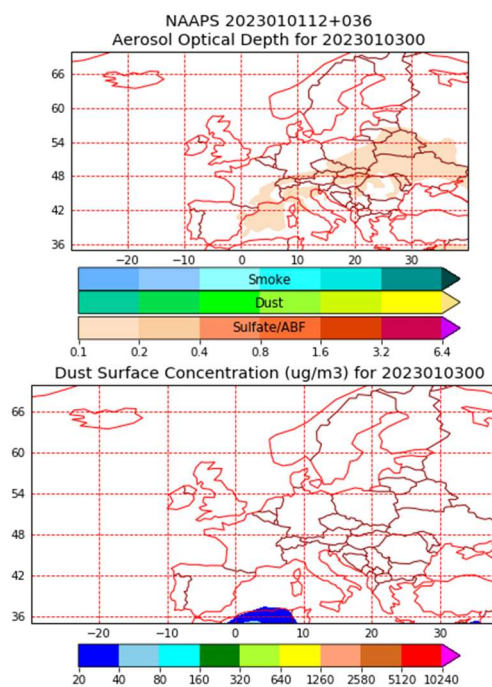 NAAPS 2023010112+036
Aerosol Optical Depth for 2023010300
66
60
54
48
42
36
−20 −10 0 10 20 30
Smoke
Dust
Sulfate/ABF
0.1 0.2 0.4 0.8 1.6 3.2 6.4
Dust Surface Concentration (ug/m3) for 2023010300
66
60
54
48
42
36
−20 −10 0 10 20 30
20 40 80 160 320 640 1260 2580 5120 10240